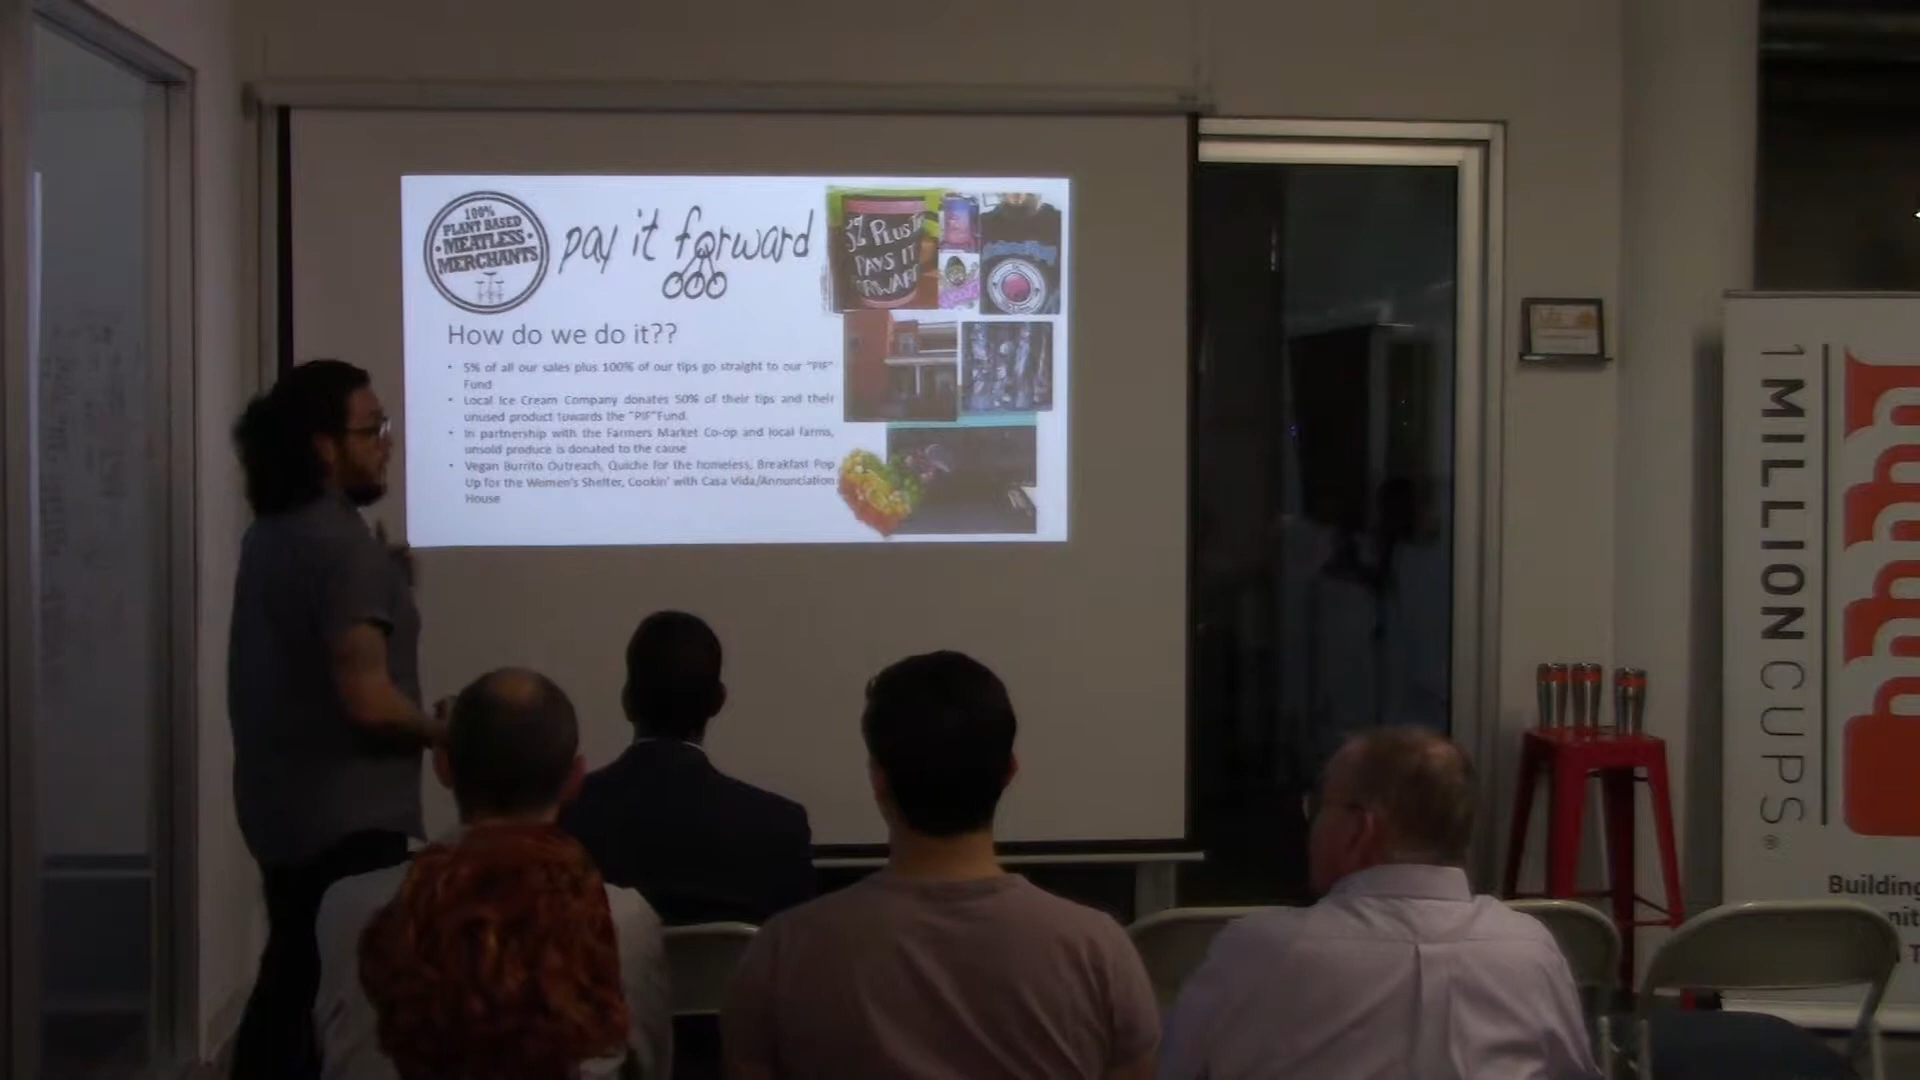 100%
PLANT BASED
MEATLESS
MERCHANTS
pay it forward
5% PLUS
PAYS IT
How do we do it??
• 5% of all our sales plus 100% of our tips go straight to our "PIF"
Fund
• Local Ice Cream Company donates 50% of their tips and their
unused product towards the "PIF"Fund.
• In partnership with the Farmers Market Co-op and local farms,
unsold produce is donated to the cause
• Vegan Burrito Outreach, Quiche for the homeless, Breakfast Pop
Up for the Women's Shelter, Cookin' with Casa Vida/Annunciation
House
1 MILLION CUPS®
Building